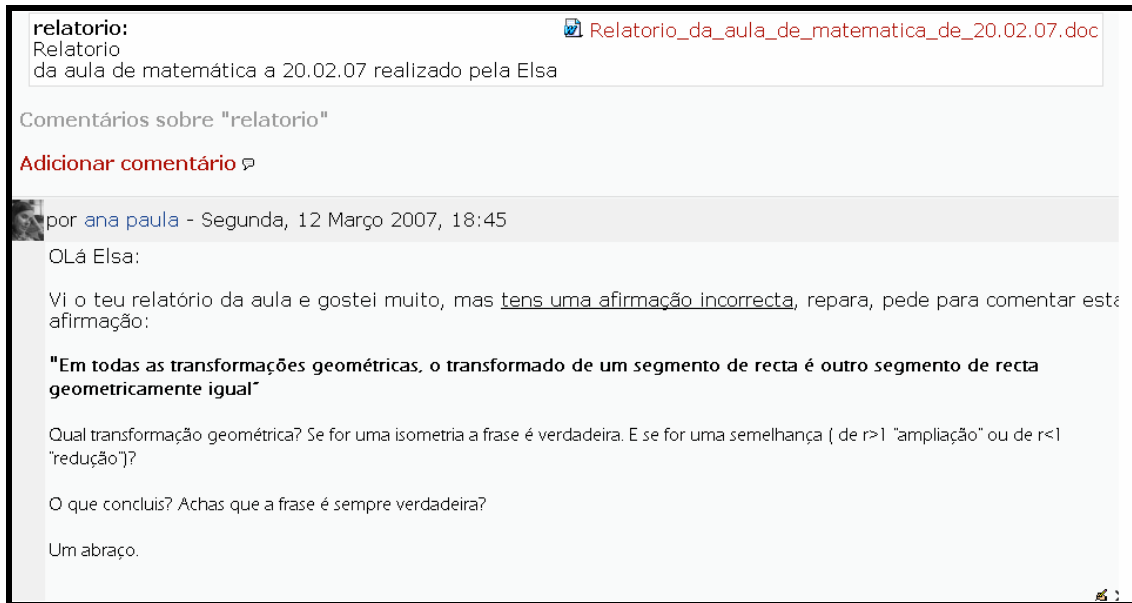 relatorio:
Relatorio_da_aula_de_matematica_de_20.02.07.doc
Relatorio
da aula de matemática a 20.02.07 realizado pela Elsa
Comentários sobre "relatorio"
Adicionar comentário
por ana paula - Segunda, 12 Março 2007, 18:45
OLá Elsa:
Vi o teu relatório da aula e gostei muito, mas tens uma afirmação incorrecta, repara, pede para comentar esta
afirmação:
"Em todas as transformações geométricas, o transformado de um segmento de recta é outro segmento de recta
geometricamente igual´
Qual transformação geométrica? Se for uma isometria a frase é verdadeira. E se for uma semelhança ( de r>1 "ampliação" ou de r<1
"redução")?
O que concluis? Achas que a frase é sempre verdadeira?
Um abraço.